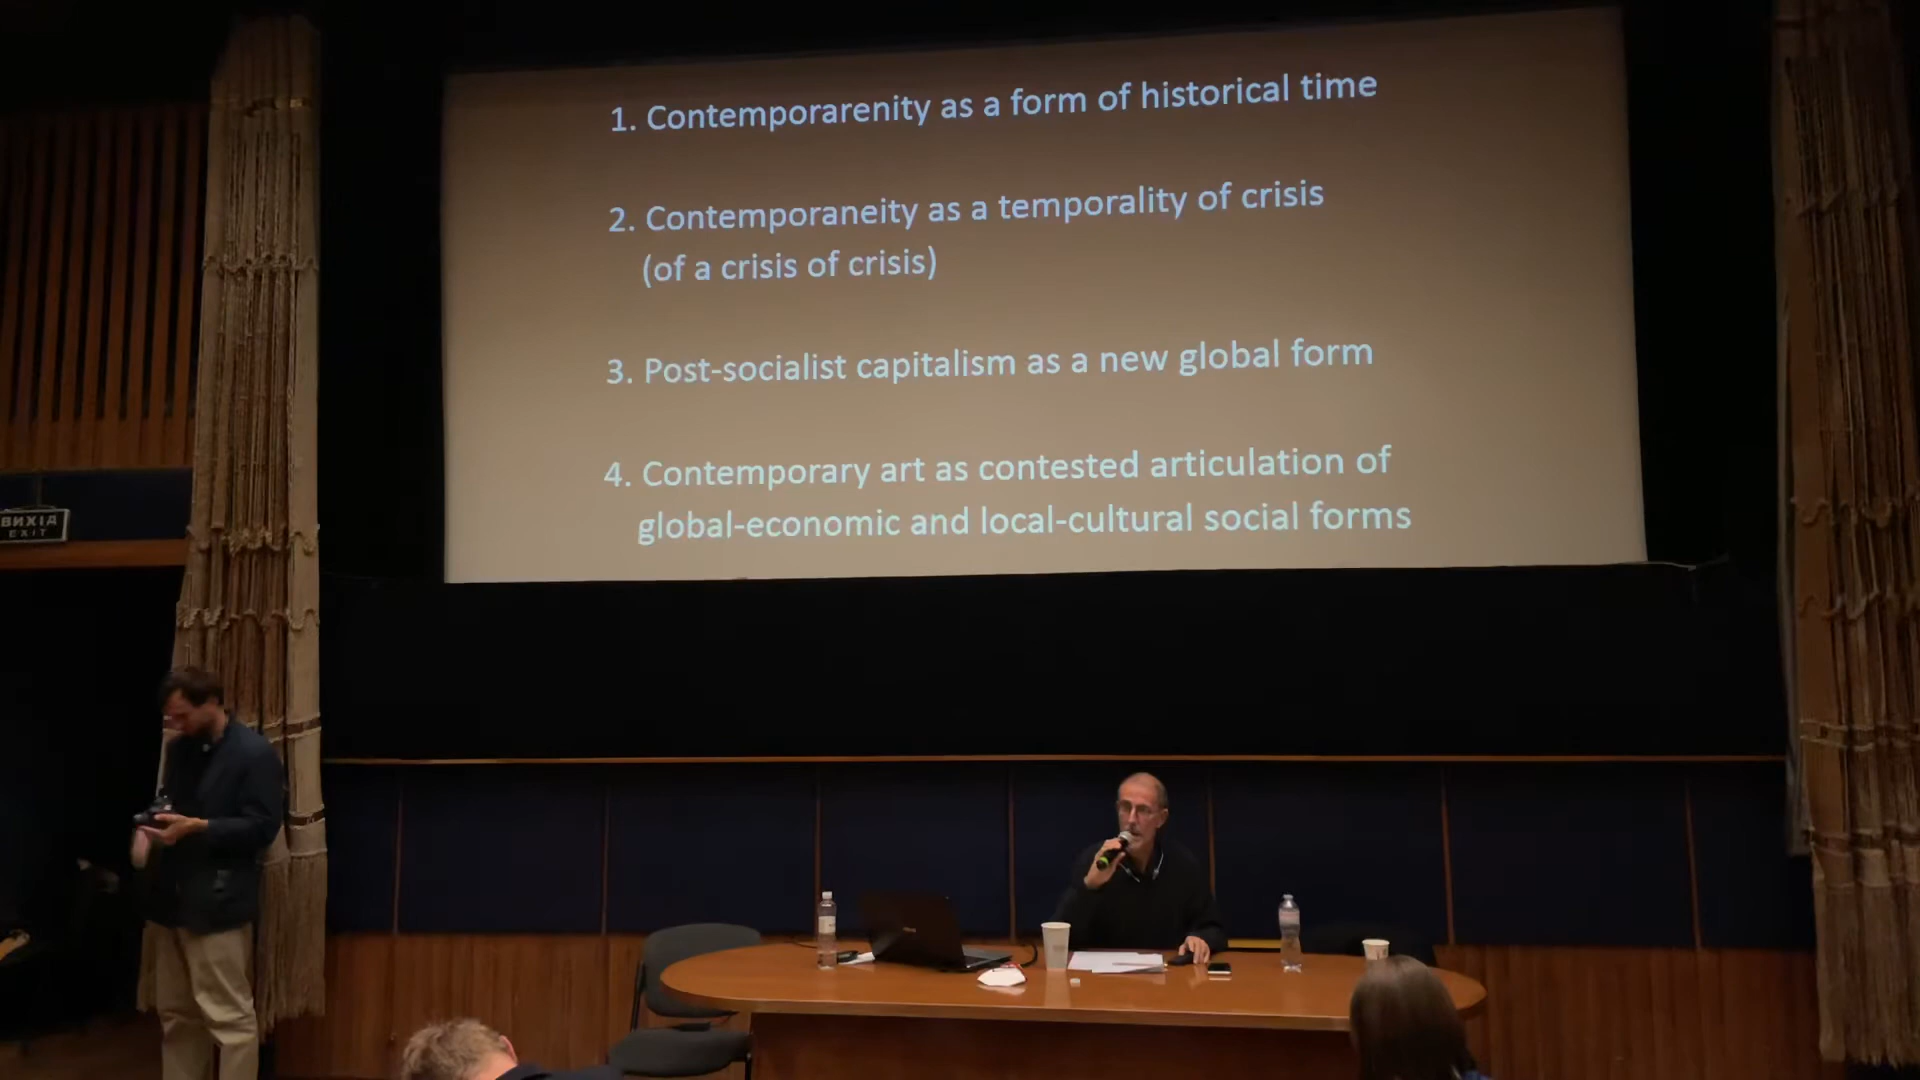 1. Contemporarenity as a form of historical time
2. Contemporaneity as a temporality of crisis
(of a crisis of crisis)
3. Post-socialist capitalism as a new global form
4. Contemporary art as contested articulation of
global-economic and local-cultural social forms
ВИХІД
EXIT